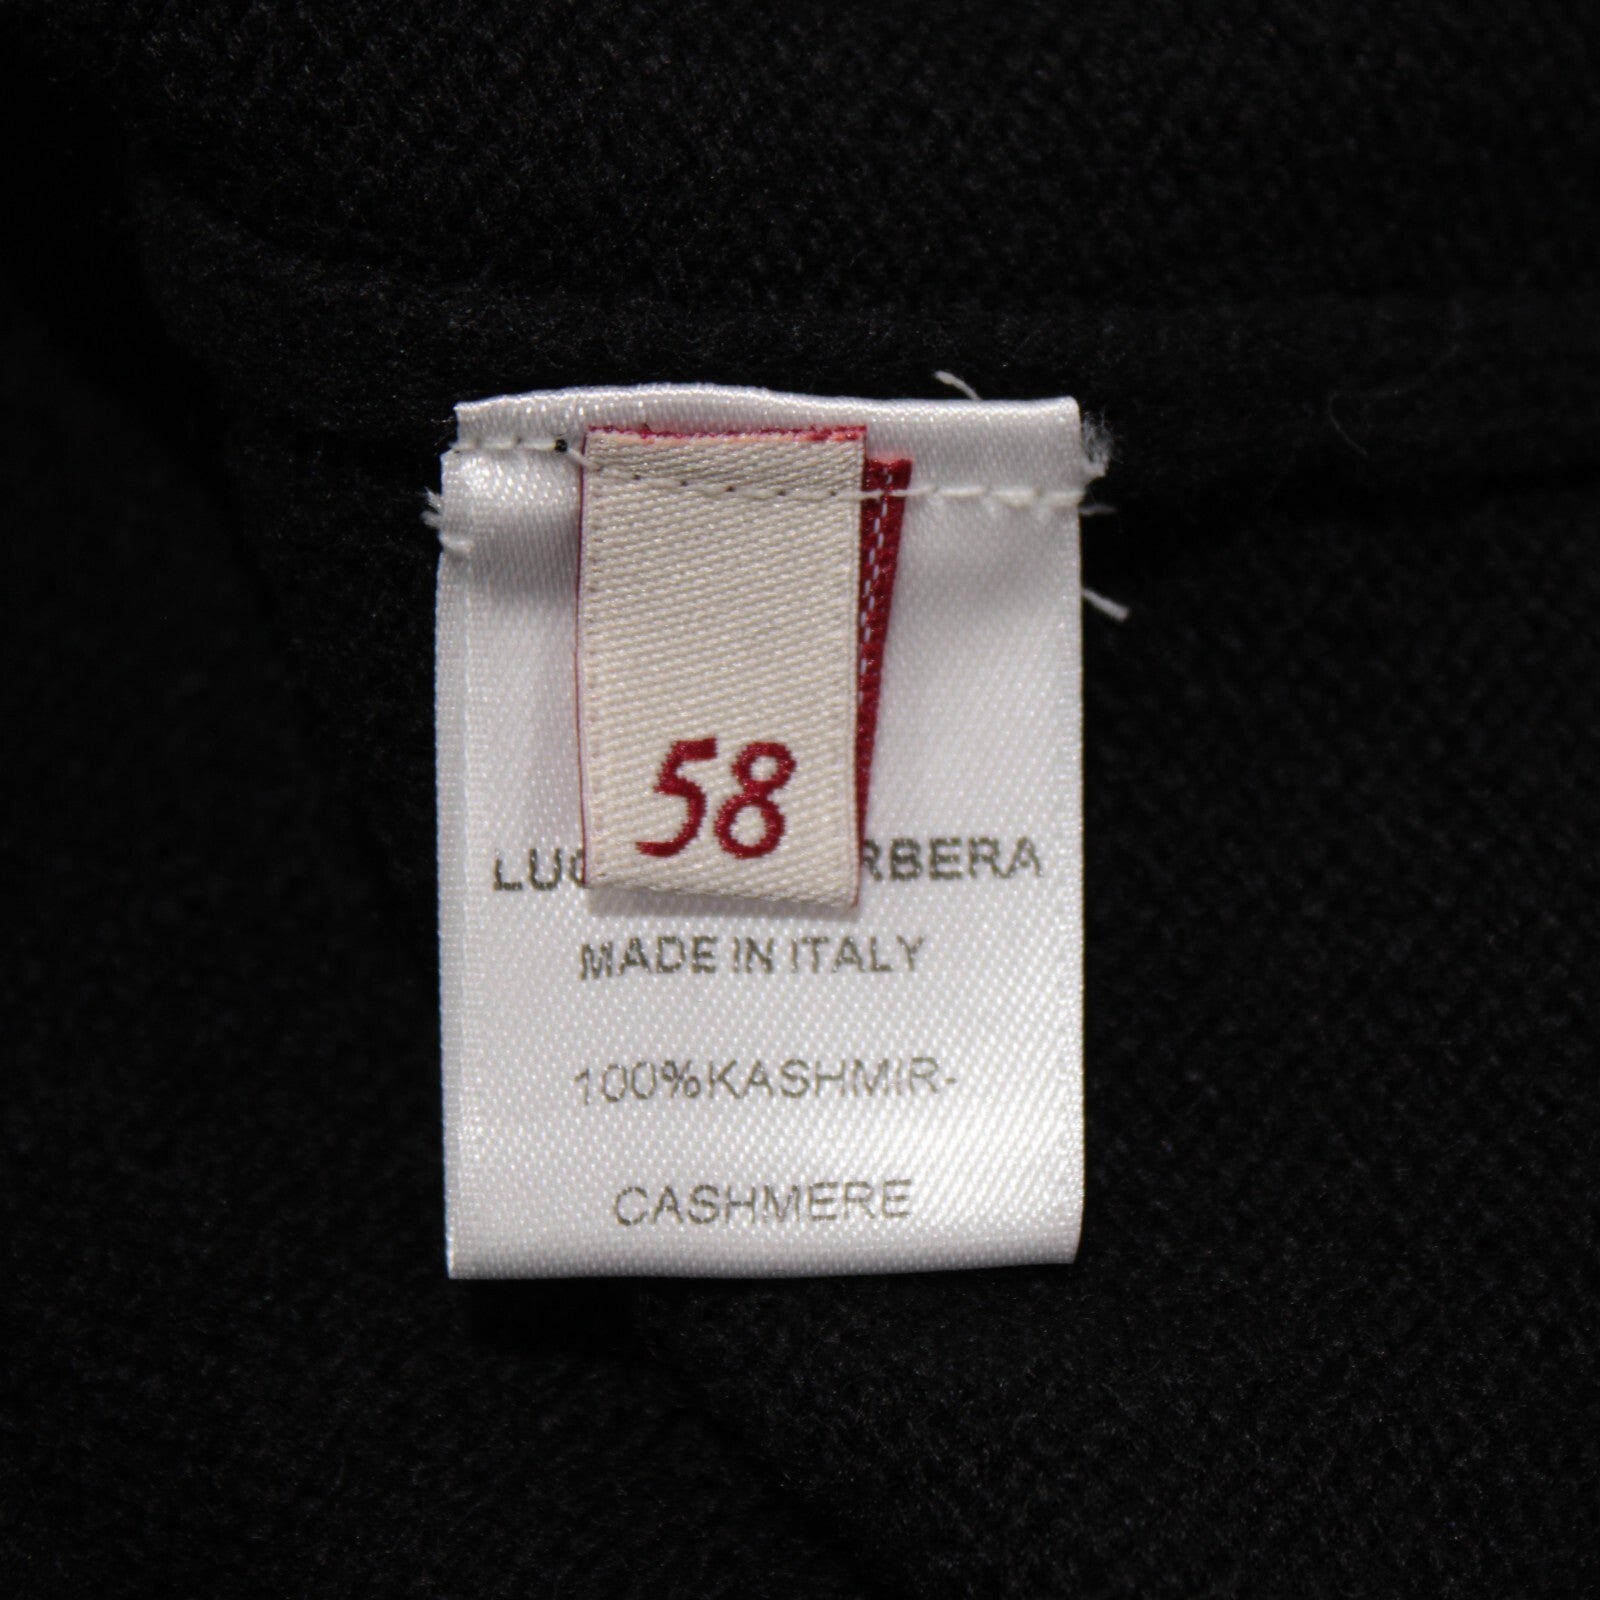 58
MADE IN ITALY
100%KASHMIR-
CASHMERE